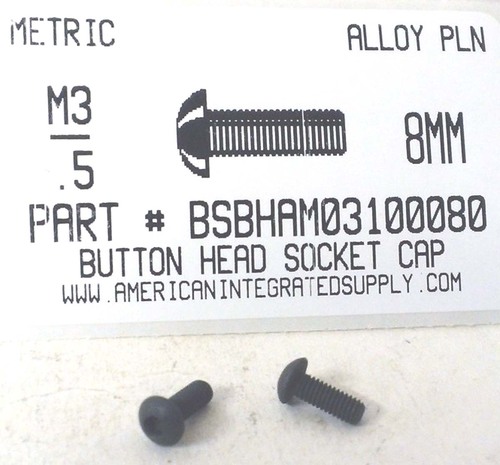 METRIC ALLOY PLN
M3
.5
8MM
PART # BSBHAM03100080
BUTTON HEAD SOCKET CAP
WWW.AMERICANINTEGRATEDSUPPLY.COM